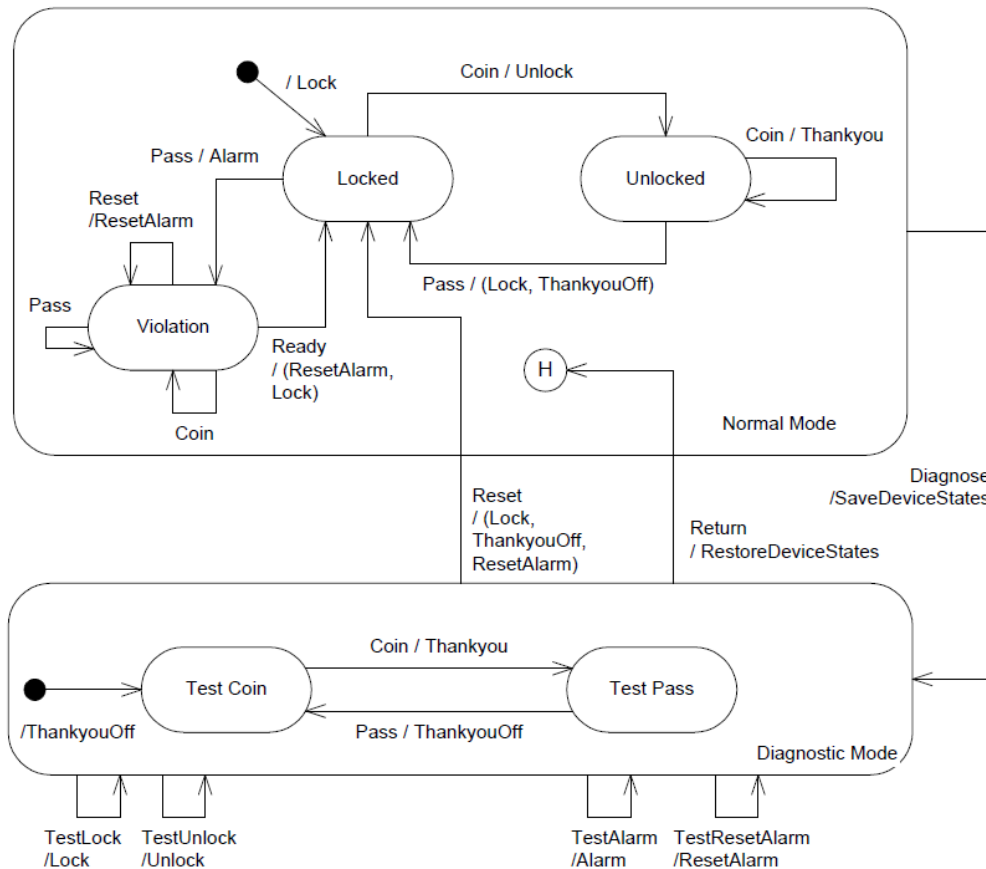 / Lock
Coin / Unlock
Coin / Thankyou
Pass / Alarm
Locked
Unlocked
Reset
/ResetAlarm
Pass / (Lock, ThankyouOff)
Pass
Violation
Ready
/ (ResetAlarm,
Lock)
H
Coin
Normal Mode
Diagnose
/SaveDeviceStates
Reset
/ (Lock,
ThankyouOff,
ResetAlarm)
Return
/ RestoreDeviceStates
Coin / Thankyou
Test Coin
Test Pass
/ThankyouOff
Pass / ThankyouOff
Diagnostic Mode
TestLock
/Lock
TestUnlock
/Unlock
TestAlarm
/Alarm
TestResetAlarm
/ResetAlarm